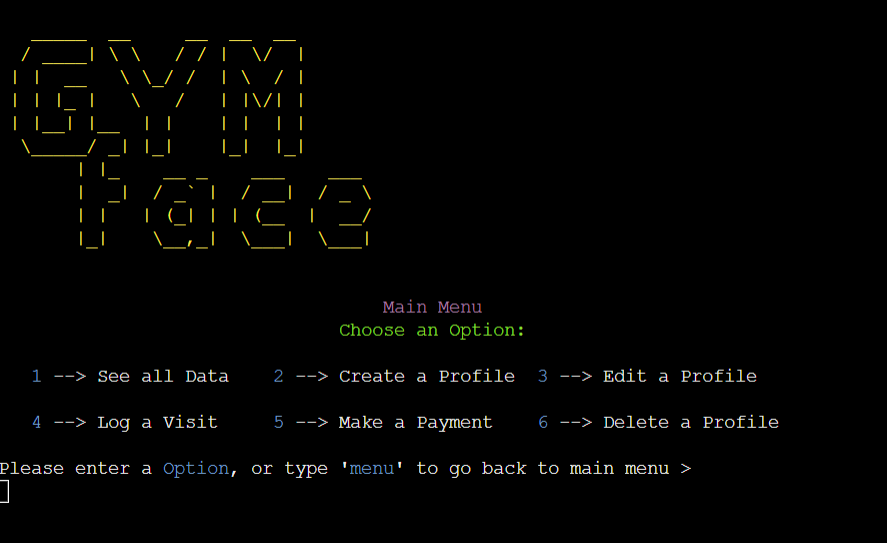 GYM
face
Main Menu
Choose an Option:
1 --> See all Data 2 --> Create a Profile 3 --> Edit a Profile
4 --> Log a Visit 5 --> Make a Payment 6 --> Delete a Profile
Please enter a Option, or type 'menu' to go back to main menu >